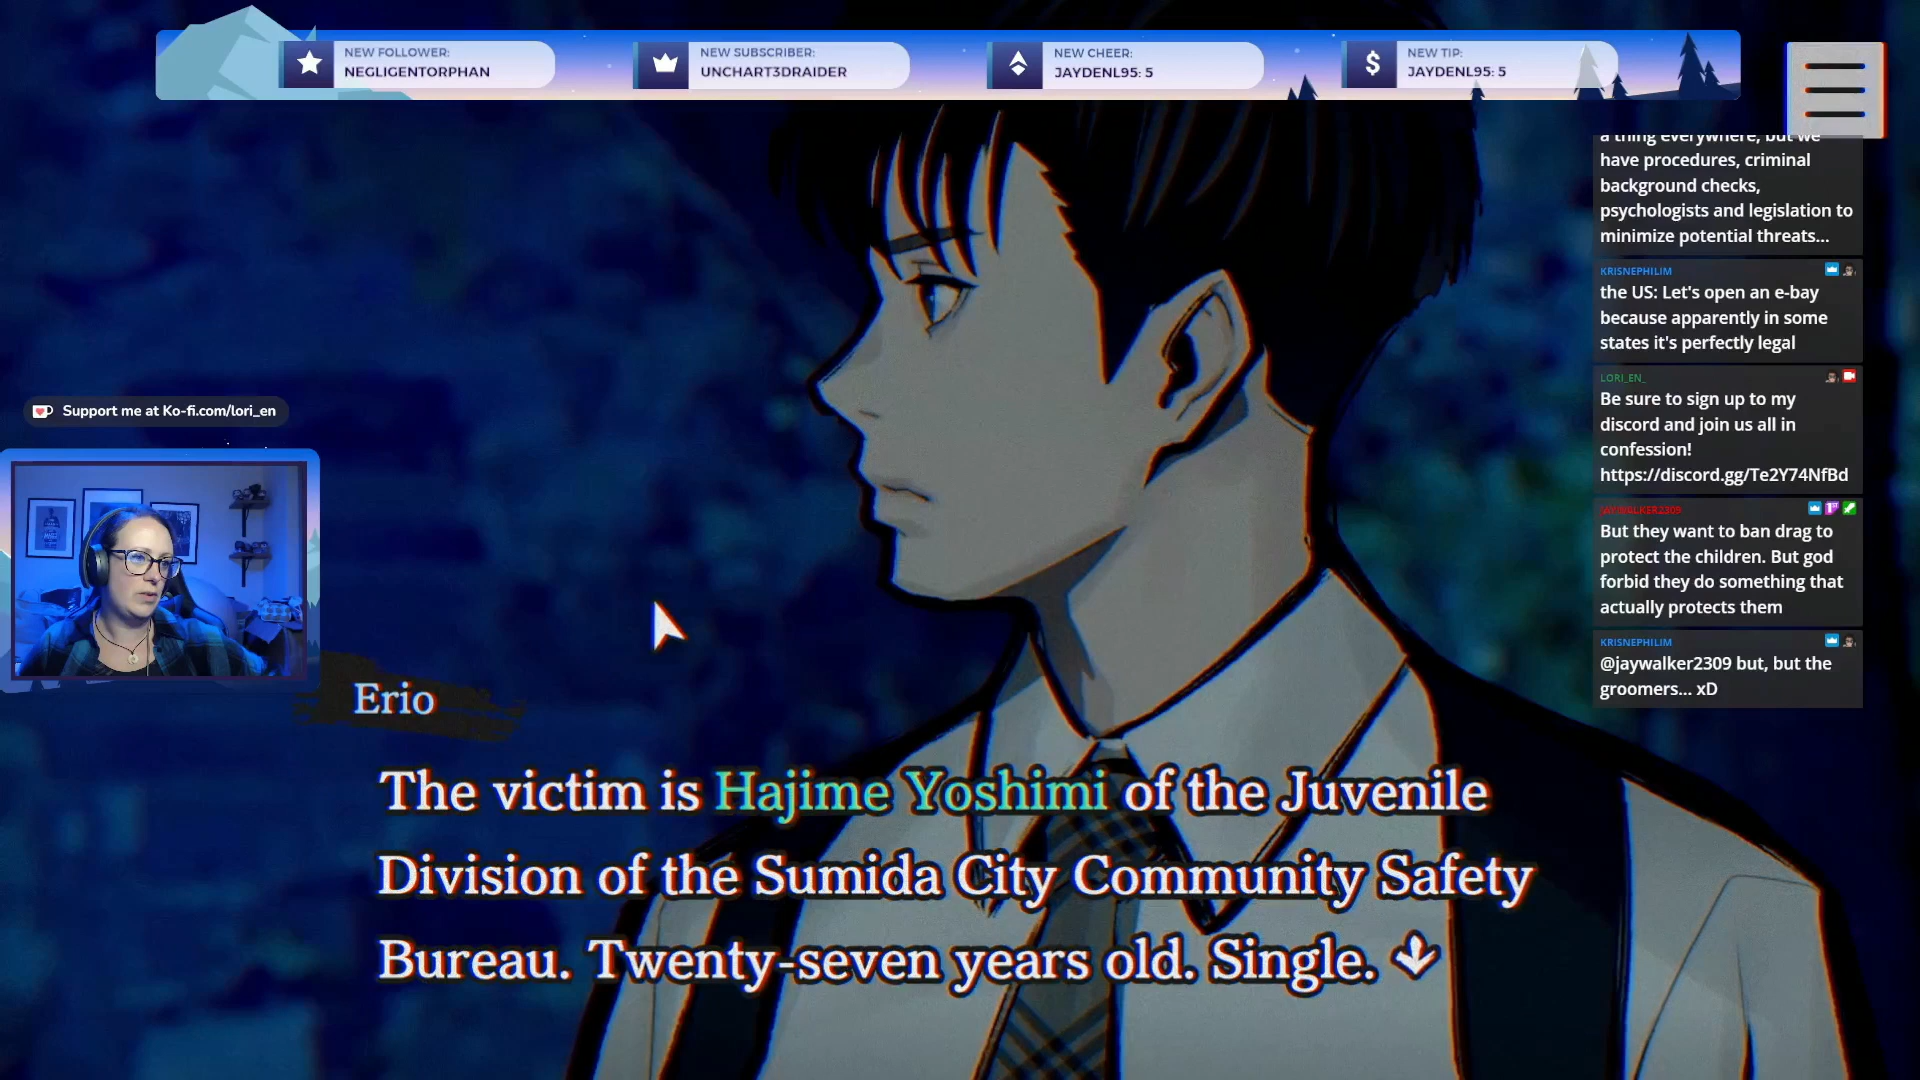 NEW FOLLOWER:
NEGLIGENTORPHAN
NEW SUBSCRIBER:
UNCHART3DRAIDER
NEW CHEER:
JAYDENL95: 5
NEW TIP:
JAYDENL95: 5
a thing everywhere, but we
have procedures, criminal
background checks,
psychologists and legislation to
minimize potential threats...
KRISNEPHILIM
the US: Let's open an e-bay
because apparently in some
states it's perfectly legal
LORI_EN_
Be sure to sign up to my
discord and join us all in
confession!
https://discord.gg/Te2Y74NfBd
JAYWALKER2309
But they want to ban drag to
protect the children. But god
forbid they do something that
actually protects them
KRISNEPHILIM
@jaywalker2309 but, but the
groomers... xD
Support me at Ko-fi.com/lori_en
Erio
The victim is Hajime Yoshimi of the Juvenile
Division of the Sumida City Community Safety
Bureau. Twenty-seven years old. Single.